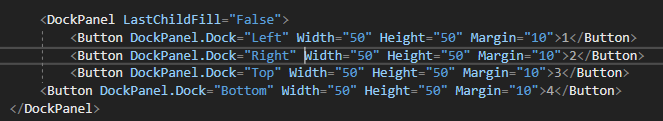 <DockPanel LastChildFill="False">
<Button DockPanel.Dock="Left" Width="50" Height="50" Margin="10">1</Button>
<Button DockPanel.Dock="Right" Width="50" Height="50" Margin="10">2</Button>
<Button DockPanel.Dock="Top" Width="50" Height="50" Margin="10">3</Button>
<Button DockPanel.Dock="Bottom" Width="50" Height="50" Margin="10">4</Button>
</DockPanel>